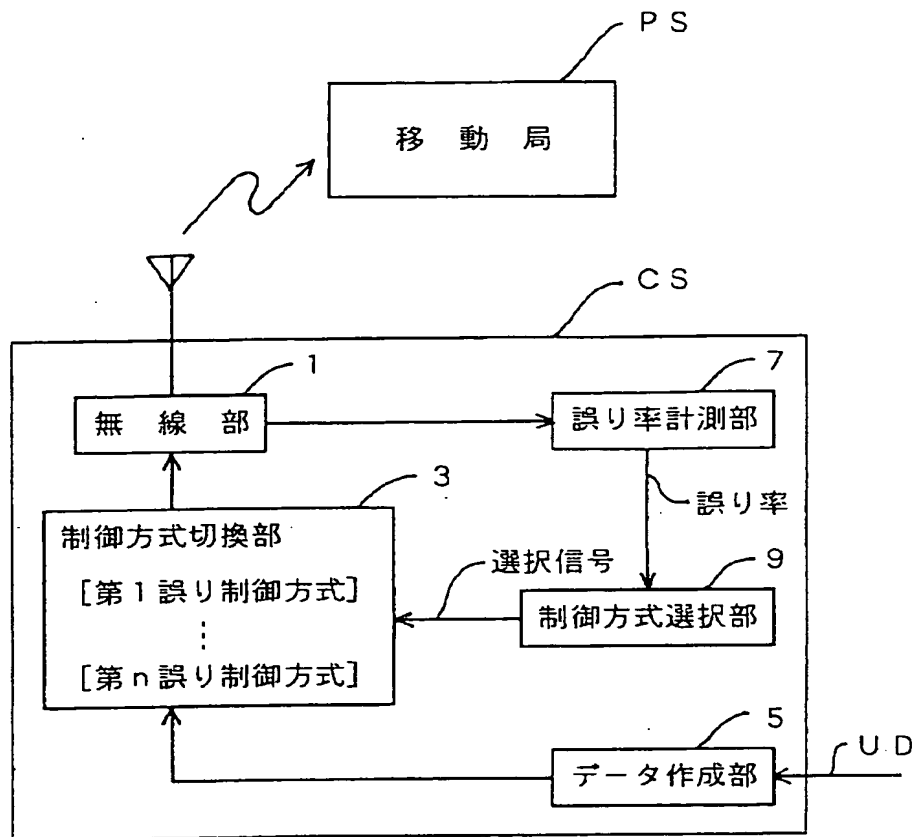 PS
移動局
CS
1
無線部
7
誤り率計測部
誤り率
3
制御方式切換部
[第1誤り制御方式]
⋮
[第n誤り制御方式]
選択信号
9
制御方式選択部
5
データ作成部
UD